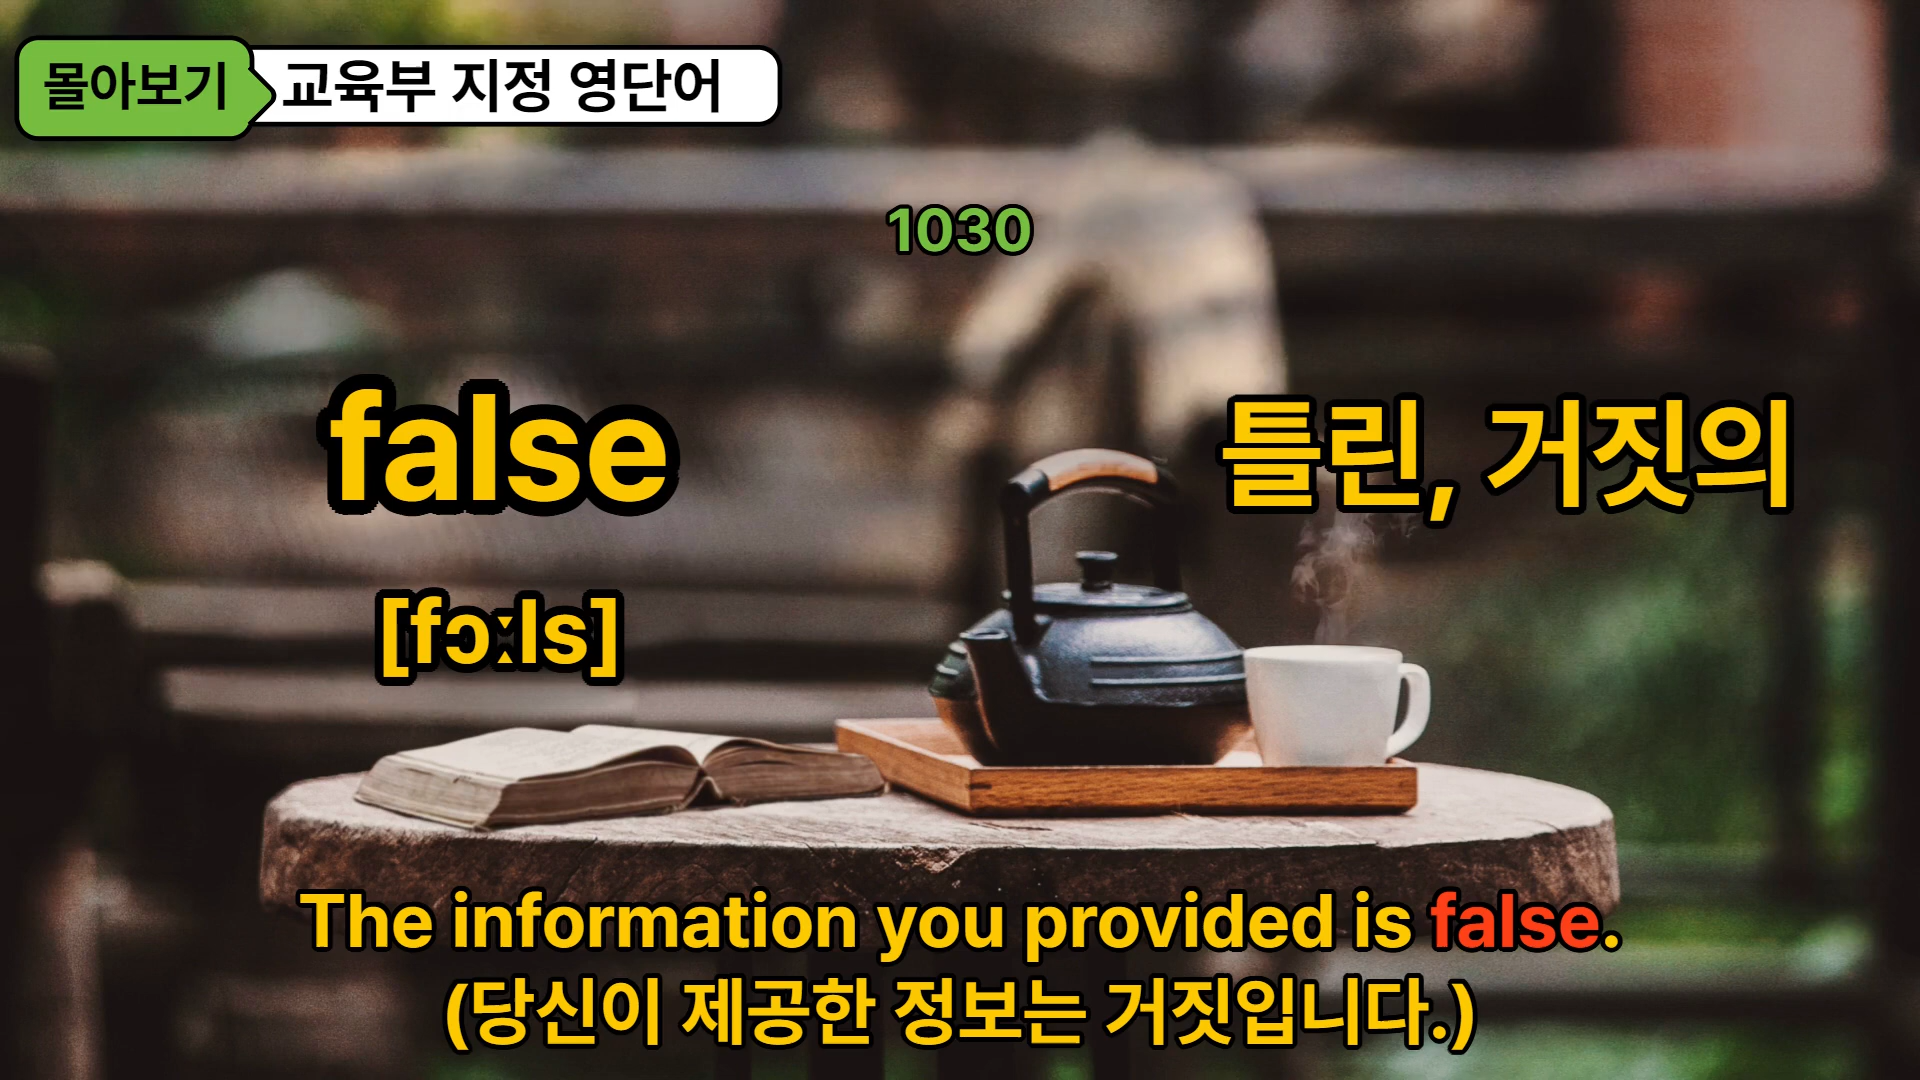 몰아보기 교육부 지정 영단어
1030
false 틀린, 거짓의
[fɔːls]
The information you provided is false.
(당신이 제공한 정보는 거짓입니다.)